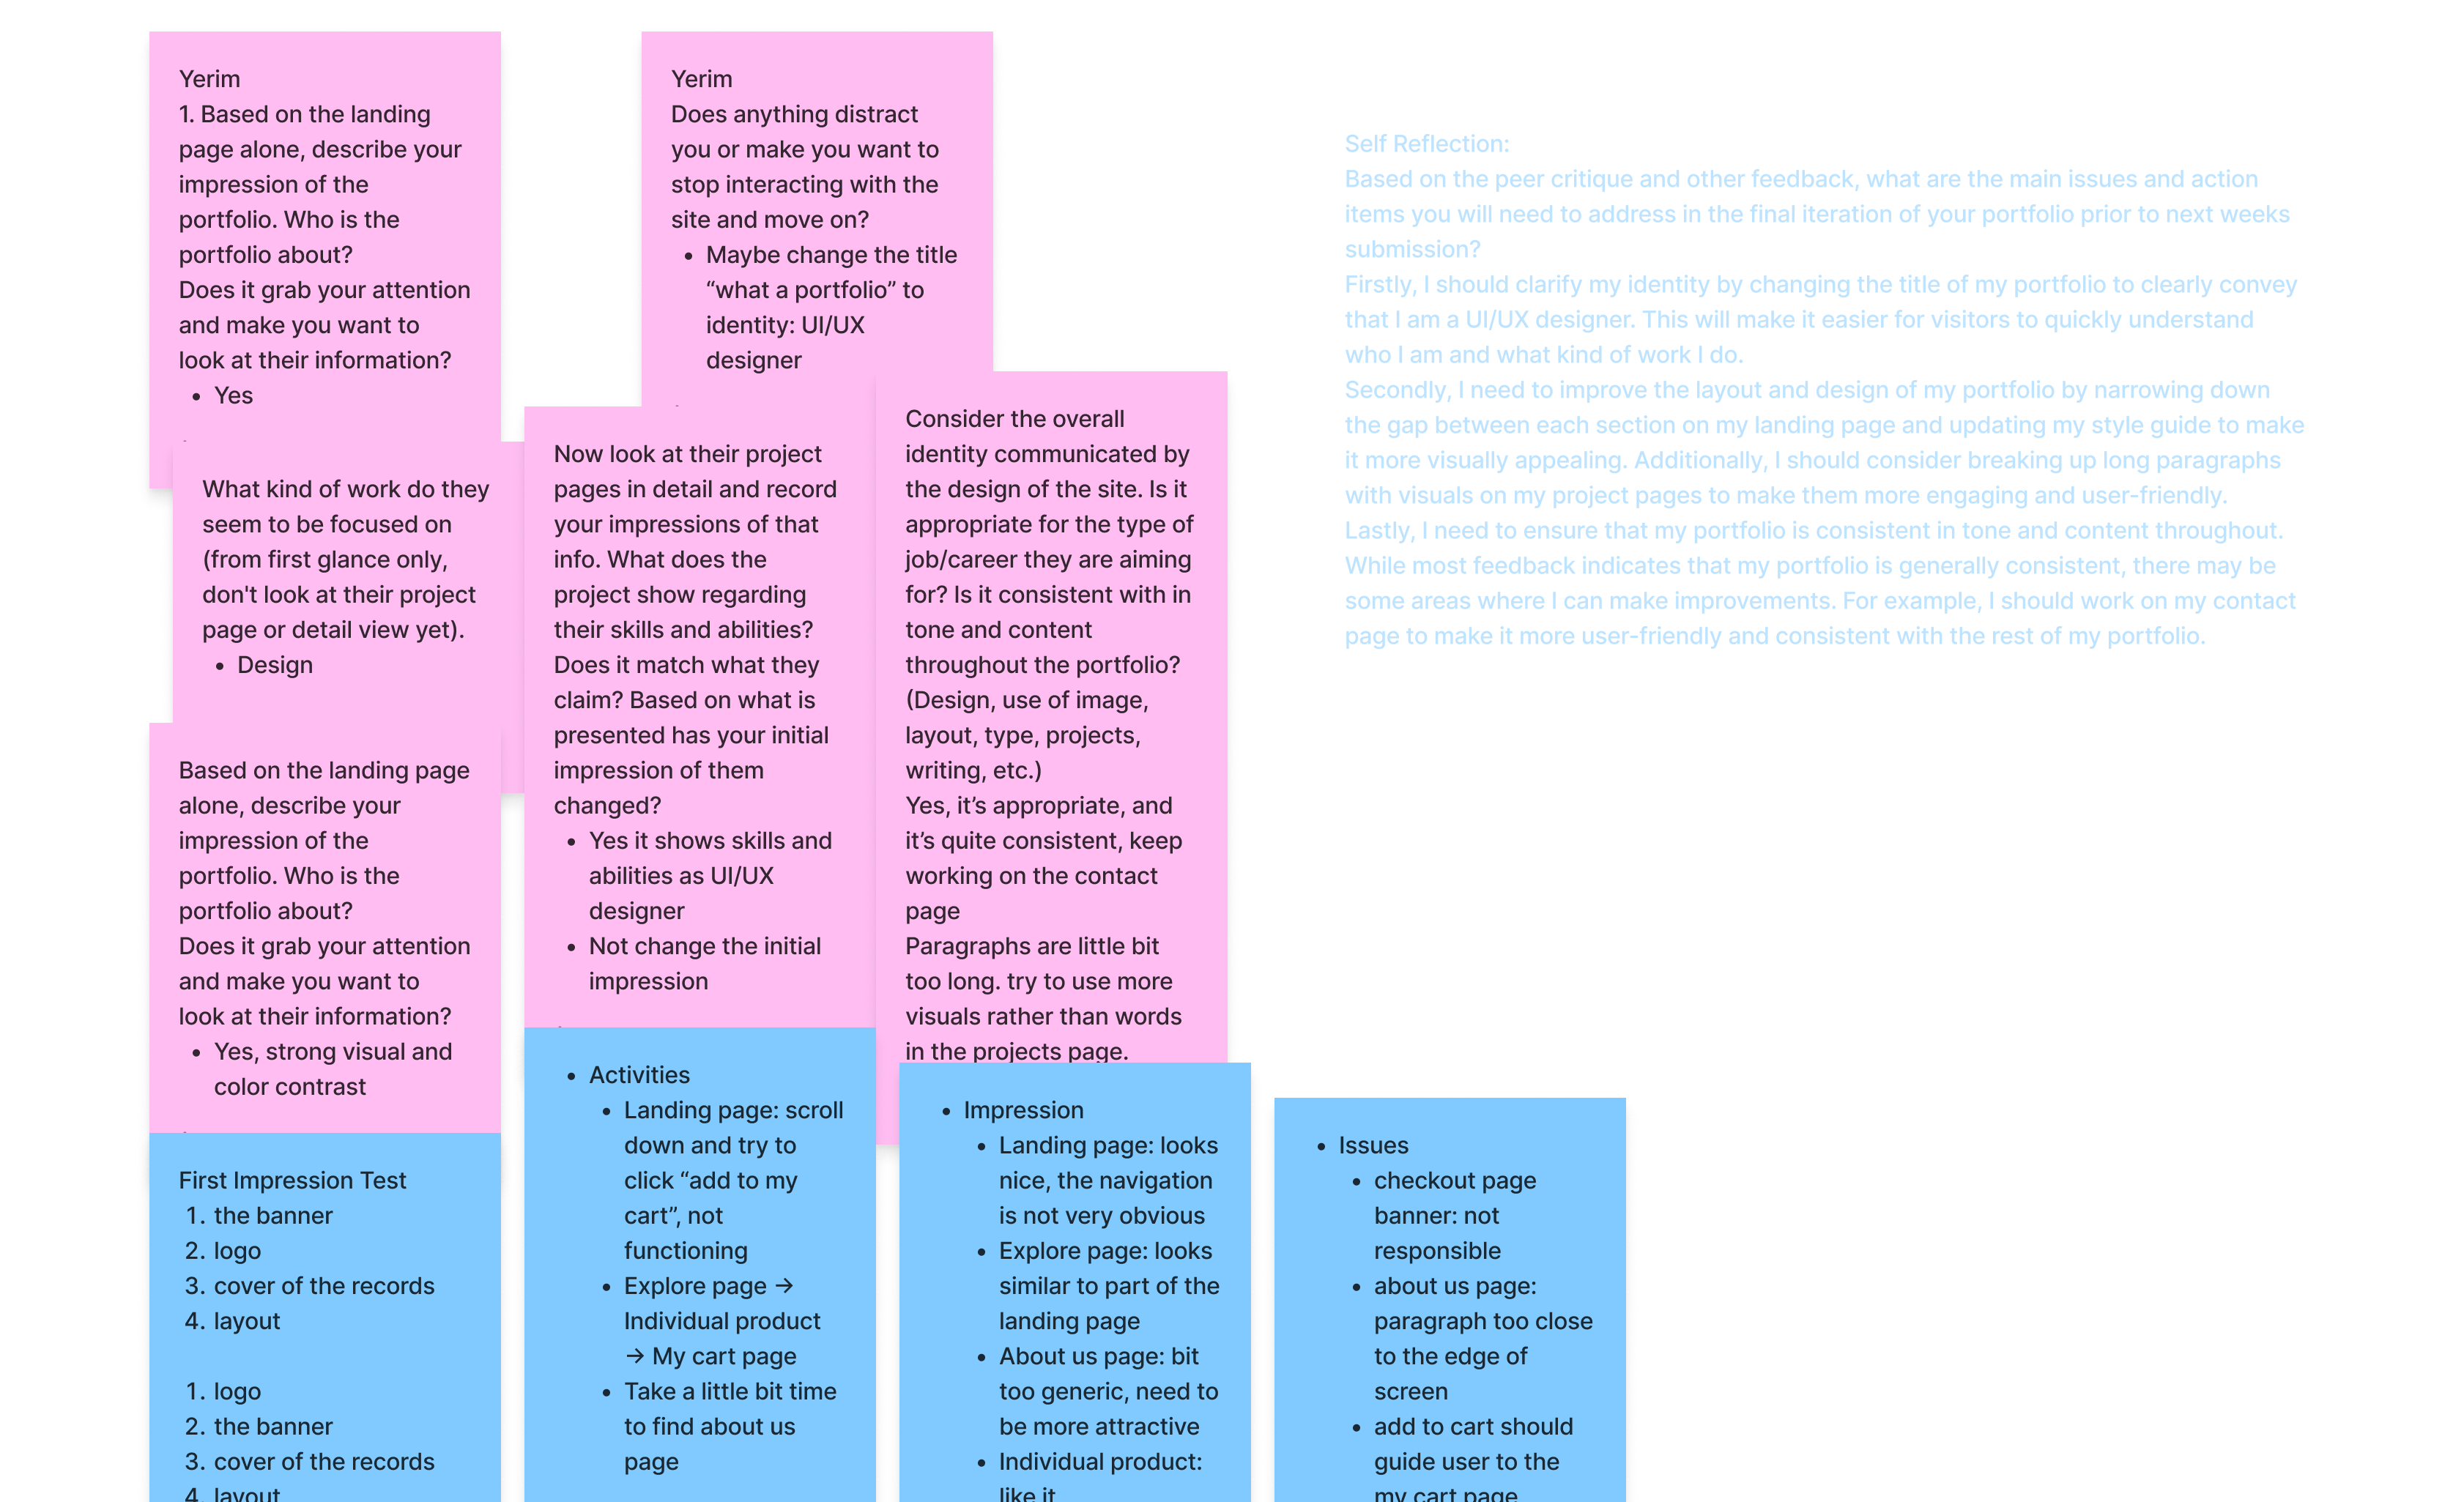 Yerim
1. Based on the landing
page alone, describe your
impression of the
portfolio. Who is the
portfolio about?
Does it grab your attention
and make you want to
look at their information?
• Yes
What kind of work do they
seem to be focused on
(from first glance only,
don't look at their project
page or detail view yet).
• Design
Based on the landing page
alone, describe your
impression of the
portfolio. Who is the
portfolio about?
Does it grab your attention
and make you want to
look at their information?
• Yes, strong visual and
color contrast
Yerim
Does anything distract
you or make you want to
stop interacting with the
site and move on?
• Maybe change the title
“what a portfolio” to
identity: UI/UX
designer
Now look at their project
pages in detail and record
your impressions of that
info. What does the
project show regarding
their skills and abilities?
Does it match what they
claim? Based on what is
presented has your initial
impression of them
changed?
• Yes it shows skills and
abilities as UI/UX
designer
• Not change the initial
impression
Consider the overall
identity communicated by
the design of the site. Is it
appropriate for the type of
job/career they are aiming
for? Is it consistent with in
tone and content
throughout the portfolio?
(Design, use of image,
layout, type, projects,
writing, etc.)
Yes, it’s appropriate, and
it’s quite consistent, keep
working on the contact
page
Paragraphs are little bit
too long. try to use more
visuals rather than words
in the projects page.
Self Reflection:
Based on the peer critique and other feedback, what are the main issues and action
items you will need to address in the final iteration of your portfolio prior to next weeks
submission?
Firstly, I should clarify my identity by changing the title of my portfolio to clearly convey
that I am a UI/UX designer. This will make it easier for visitors to quickly understand
who I am and what kind of work I do.
Secondly, I need to improve the layout and design of my portfolio by narrowing down
the gap between each section on my landing page and updating my style guide to make
it more visually appealing. Additionally, I should consider breaking up long paragraphs
with visuals on my project pages to make them more engaging and user-friendly.
Lastly, I need to ensure that my portfolio is consistent in tone and content throughout.
While most feedback indicates that my portfolio is generally consistent, there may be
some areas where I can make improvements. For example, I should work on my contact
page to make it more user-friendly and consistent with the rest of my portfolio.
First Impression Test
1. the banner
2. logo
3. cover of the records
4. layout
1. logo
2. the banner
3. cover of the records
4. layout
• Activities
• Landing page: scroll
down and try to
click “add to my
cart”, not
functioning
• Explore page →
Individual product
→ My cart page
• Take a little bit time
to find about us
page
• Impression
• Landing page: looks
nice, the navigation
is not very obvious
• Explore page: looks
similar to part of the
landing page
• About us page: bit
too generic, need to
be more attractive
• Individual product:
like it
• Issues
• checkout page
banner: not
responsible
• about us page:
paragraph too close
to the edge of
screen
• add to cart should
guide user to the
my cart page